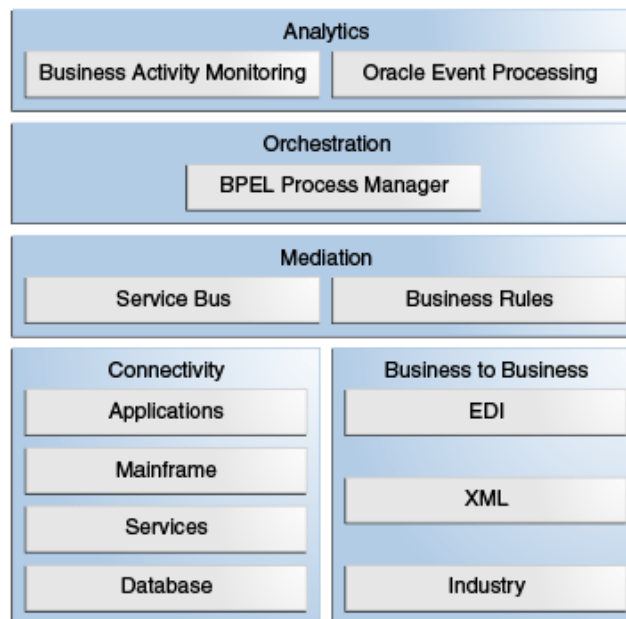 Analytics
Business Activity Monitoring
Oracle Event Processing
Orchestration
BPEL Process Manager
Mediation
Service Bus
Business Rules
Connectivity
Applications
Mainframe
Services
Database
Business to Business
EDI
XML
Industry